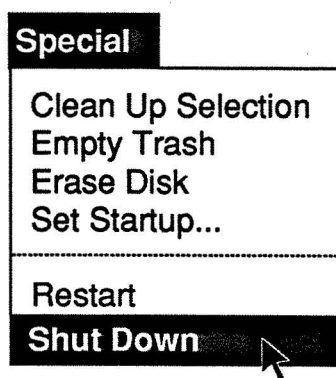 Special
Clean Up Selection
Empty Trash
Erase Disk
Set Startup...
Restart
Shut Down